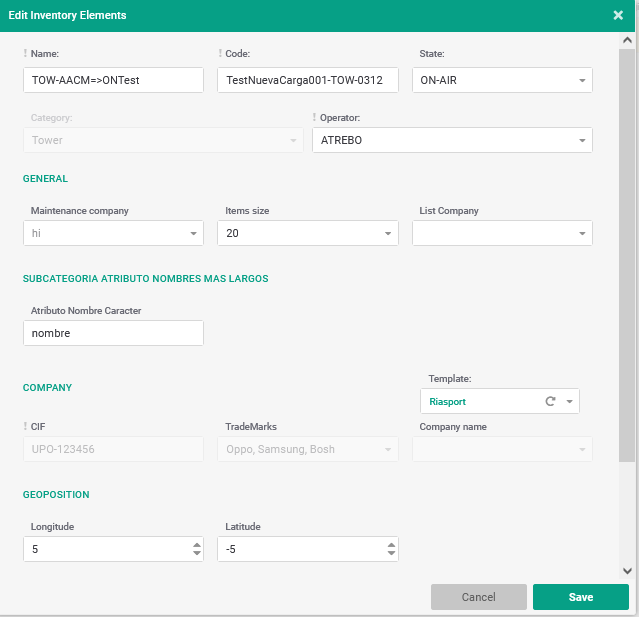 Edit Inventory Elements
! Name:
! Code:
State:
TOW-AACM=>ONTest
TestNuevaCarga001-TOW-0312
ON-AIR
Category:
! Operator:
Tower
ATREBO
GENERAL
Maintenance company
Items size
List Company
hi
20
SUBCATEGORIA ATRIBUTO NOMBRES MAS LARGOS
Atributo Nombre Caracter
nombre
Template:
COMPANY
Riasport
! CIF
TradeMarks
Company name
UPO-123456
Oppo, Samsung, Bosh
GEOPOSITION
Longitude
Latitude
5
-5
Cancel
Save